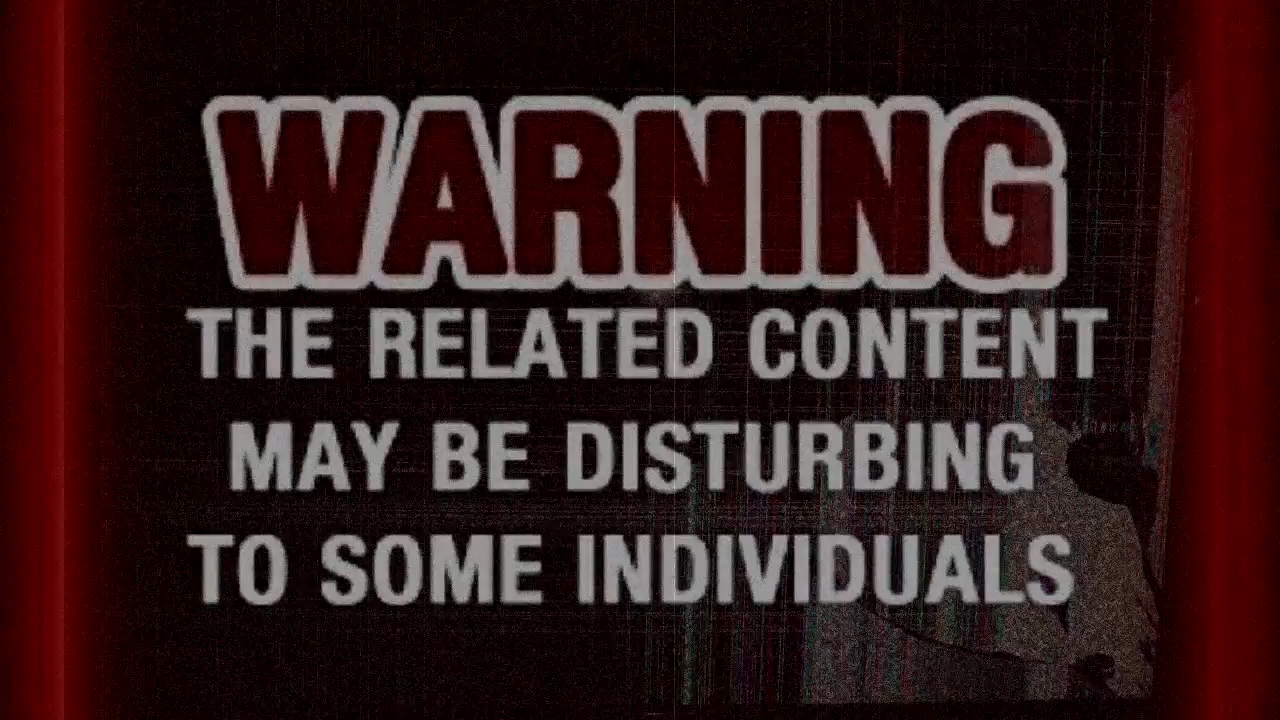 WARNING
THE RELATED CONTENT
MAY BE DISTURBING
TO SOME INDIVIDUALS